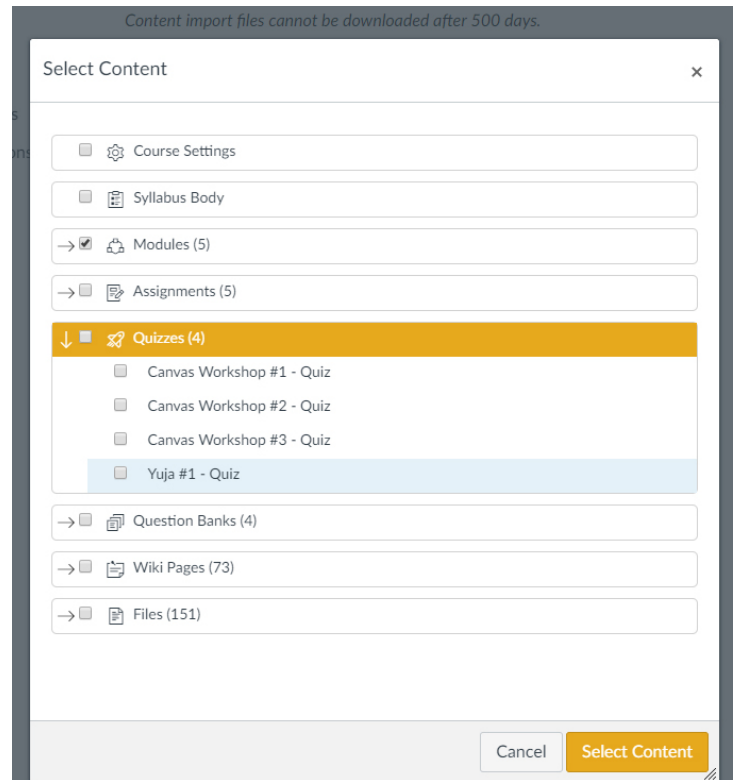 Content import files cannot be downloaded after 500 days.
Select Content
×
s
ons
Course Settings
Syllabus Body
Modules (5)
Assignments (5)
Quizzes (4)
Canvas Workshop #1 - Quiz
Canvas Workshop #2 - Quiz
Canvas Workshop #3 - Quiz
Yuja #1 - Quiz
Question Banks (4)
Wiki Pages (73)
Files (151)
Cancel Select Content